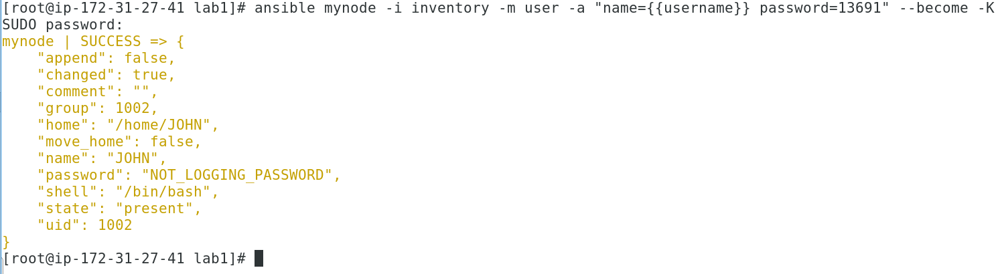 [root@ip-172-31-27-41 lab1]# ansible mynode -i inventory -m user -a "name={{username}} password=13691" --become -K
SUDO password:
mynode | SUCCESS => {
    "append": false,
    "changed": true,
    "comment": "",
    "group": 1002,
    "home": "/home/JOHN",
    "move_home": false,
    "name": "JOHN",
    "password": "NOT_LOGGING_PASSWORD",
    "shell": "/bin/bash",
    "state": "present",
    "uid": 1002
}
[root@ip-172-31-27-41 lab1]#